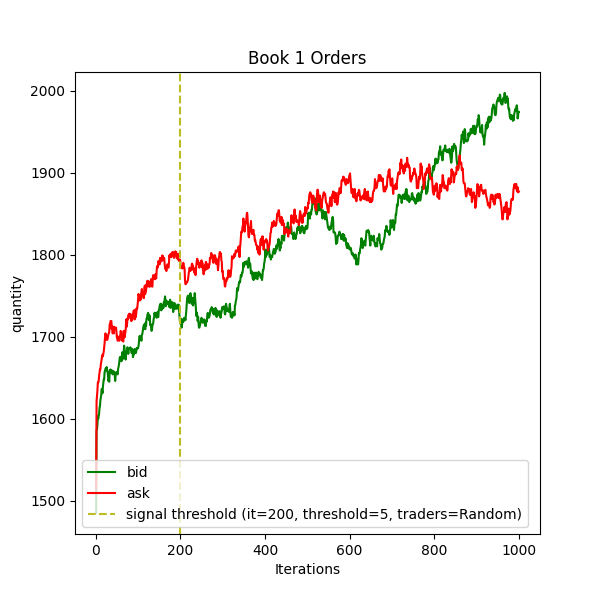 Book 1 Orders
quantity
2000
1900
1800
1700
1600
1500
bid
ask
signal threshold (it=200, threshold=5, traders=Random)
0 200 400 600 800 1000
Iterations